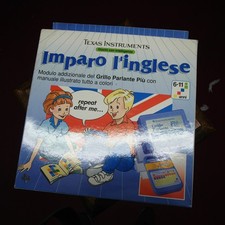 TEXAS INSTRUMENTS
Imparo l'inglese
Modulo addizionale del Grillo Parlante Più con
manuale illustrato tutto a colori
6-11
anni
repeat
after me...